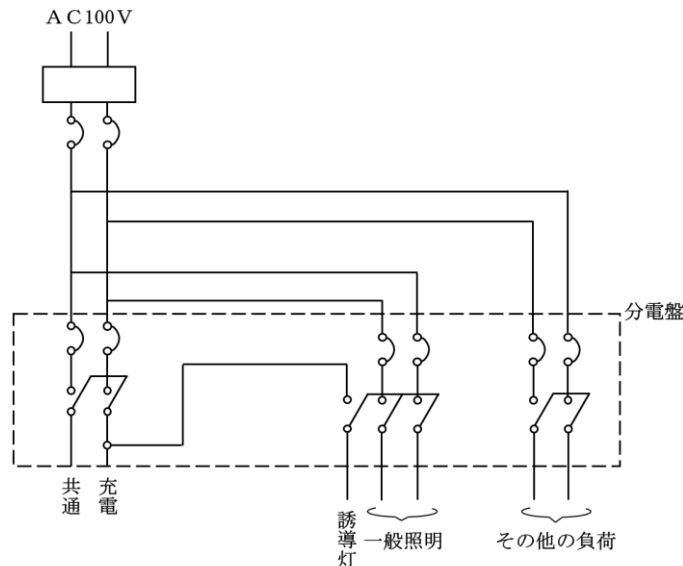 ＡＣ100Ｖ
分電盤
共通
充電
誘導灯
一般照明
その他の負荷